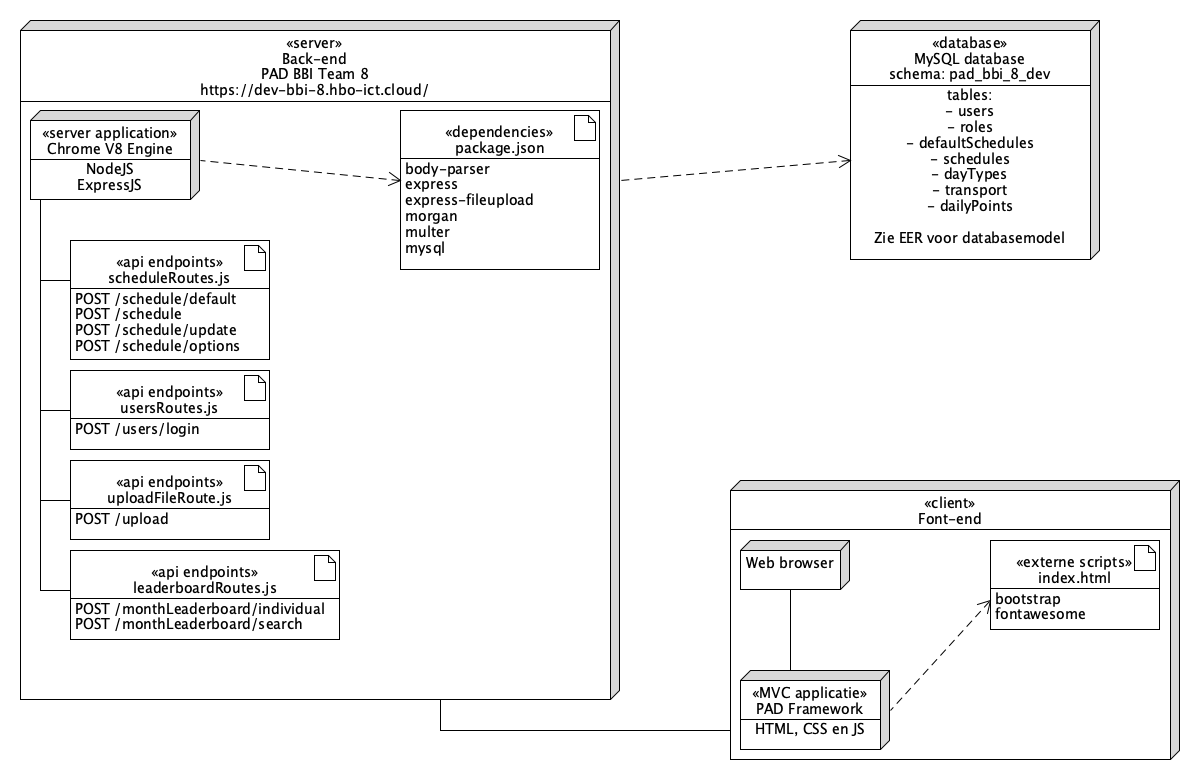 «server»
Back-end
PAD BBI Team 8
https://dev-bbi-8.hbo-ict.cloud/
«server application»
Chrome V8 Engine
NodeJS
ExpressJS
«dependencies»
package.json
body-parser
express
express-fileupload
morgan
multer
mysql
«api endpoints»
scheduleRoutes.js
POST /schedule/default
POST /schedule
POST /schedule/update
POST /schedule/options
«api endpoints»
usersRoutes.js
POST /users/login
«api endpoints»
uploadFileRoute.js
POST /upload
«api endpoints»
leaderboardRoutes.js
POST /monthLeaderboard/individual
POST /monthLeaderboard/search
«database»
MySQL database
schema: pad_bbi_8_dev
tables:
- users
- roles
- defaultSchedules
- schedules
- dayTypes
- transport
- dailyPoints
Zie EER voor databasemodel
«client»
Font-end
Web browser
«externe scripts»
index.html
bootstrap
fontawesome
«MVC applicatie»
PAD Framework
HTML, CSS en JS